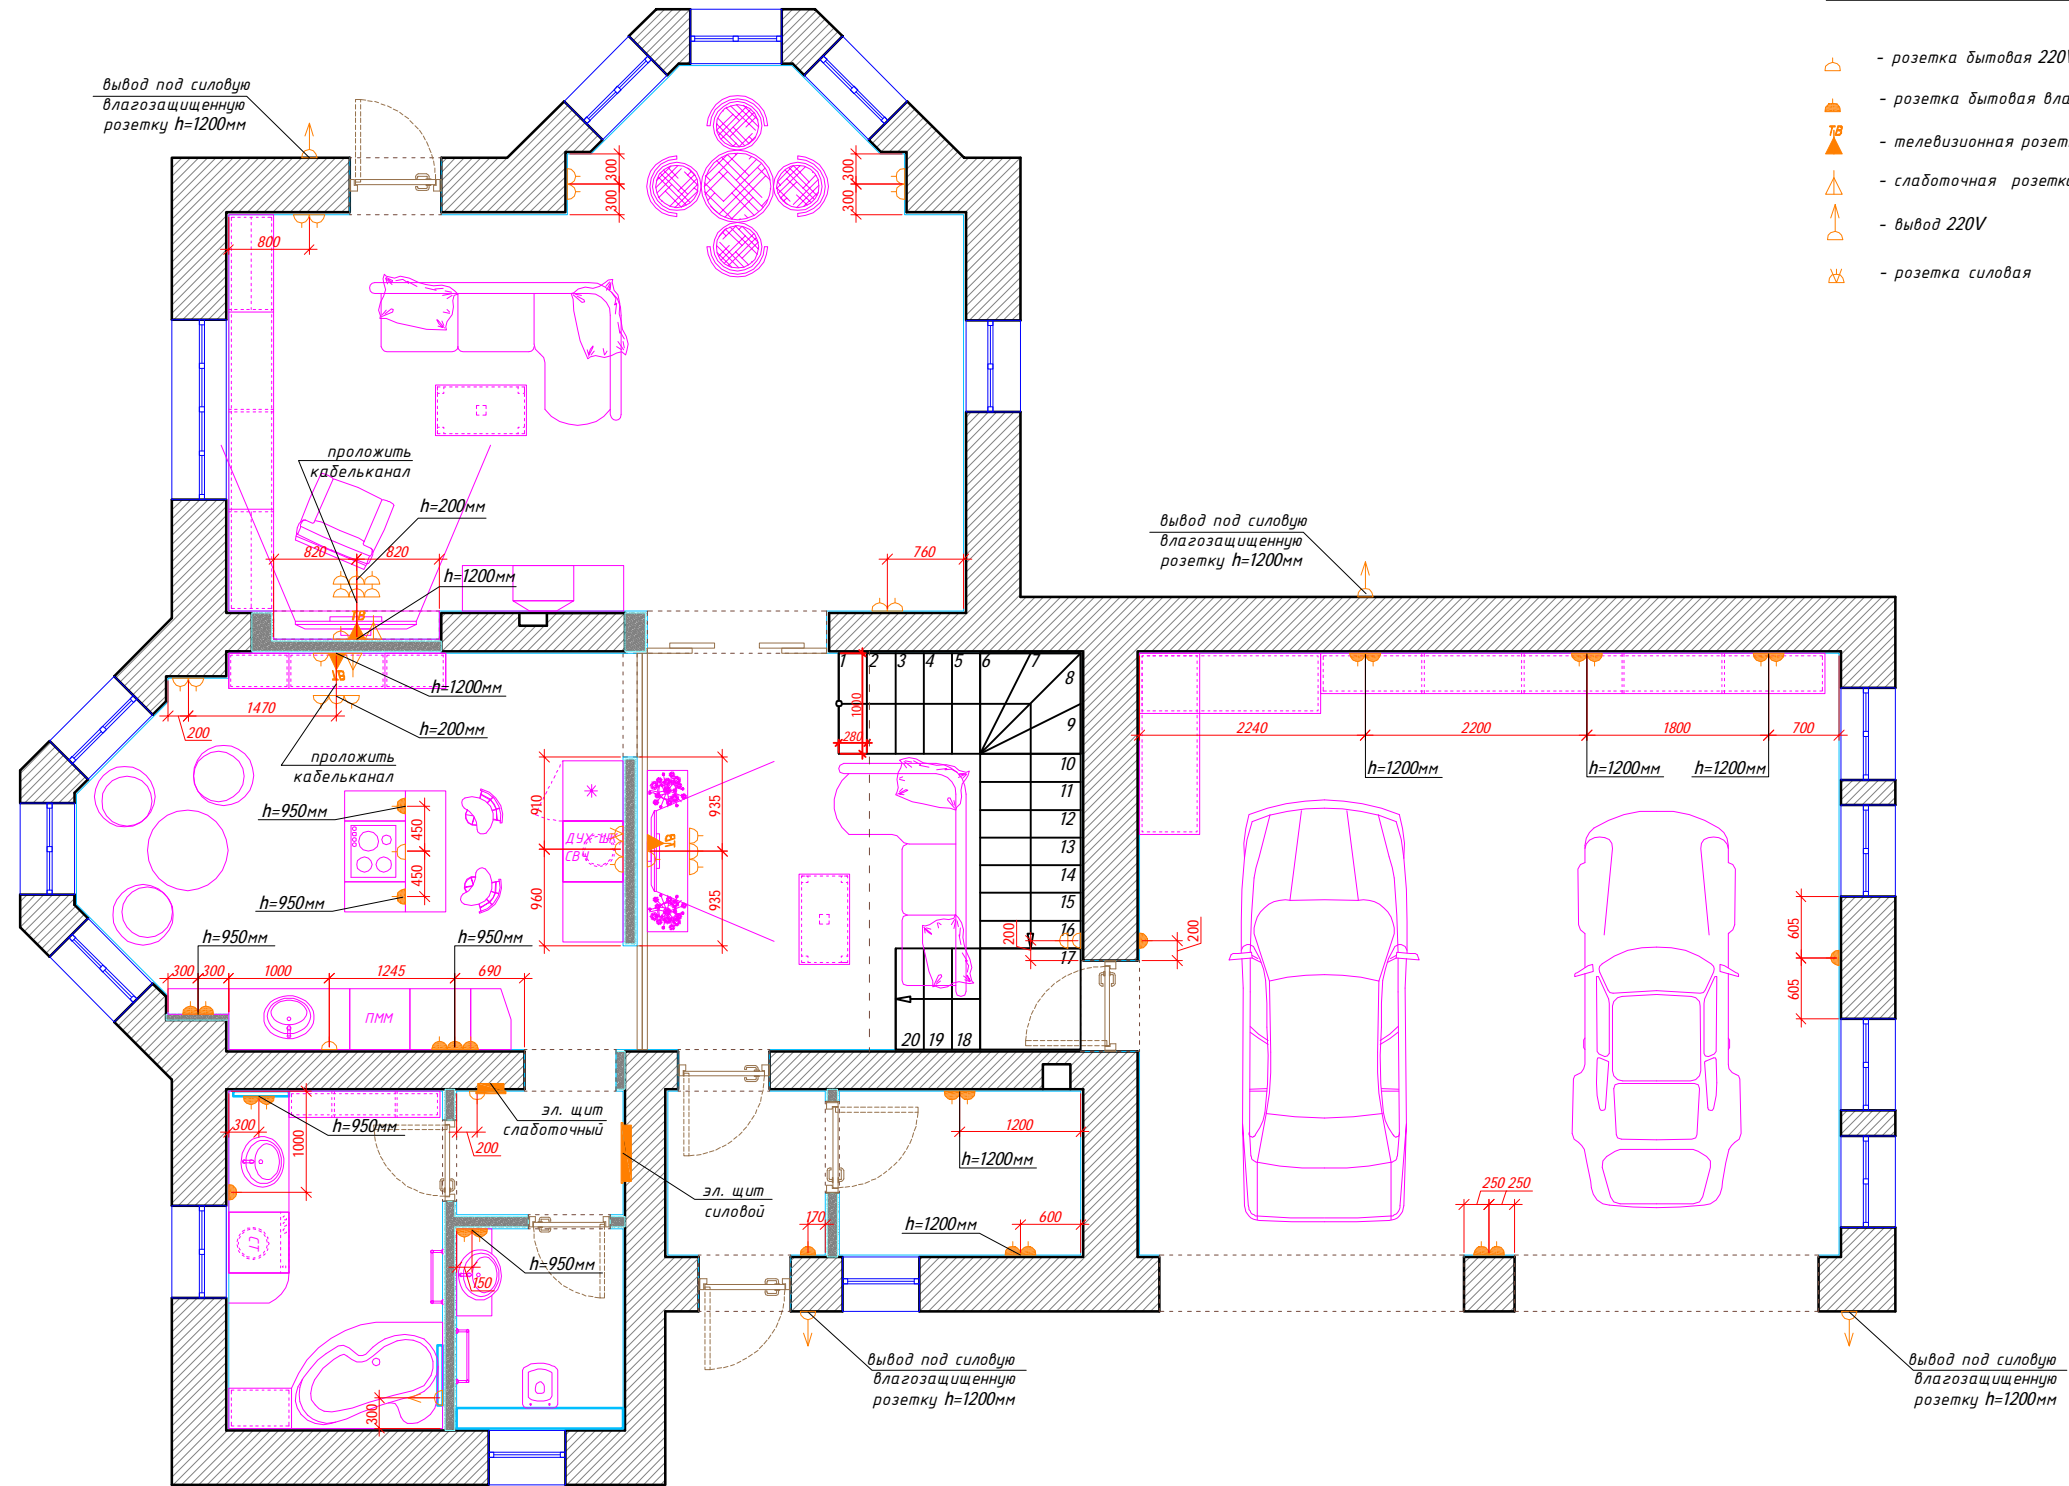 - розетка бытовая 220V
- розетка бытовая
ТВ
- телевизионная
- слаботочная
- вывод 220V
- розетка силовая
вывод под силовую
влагозащищенную
розетку h=1200мм
300
300
300
300
800
проложить
кабельканал
h=200мм
820
820
h=1200мм
760
ТВ
вывод под силовую
влагозащищенную
розетку h=1200мм
ТВ
h=1200мм
1470
200
h=200мм
проложить
кабельканал
1
2
3
4
5
6
7
8
9
10
11
12
13
14
15
16
17
20
19
18
1000
280
2240
2200
1800
700
h=1200мм
h=1200мм
h=1200мм
h=950мм
450
450
h=950мм
910
960
СВЧ
ТВ
935
935
200
200
605
605
h=950мм
h=950мм
300
300
1000
1245
690
ПММ
эл. щит
слаботочный
200
h=950мм
300
1000
СТ
эл. щит
силовой
h=950мм
150
300
170
1200
h=1200мм
h=1200мм
600
250
250
вывод под силовую
влагозащищенную
розетку h=1200мм
вывод под силовую
влагозащищенную
розетку h=1200мм